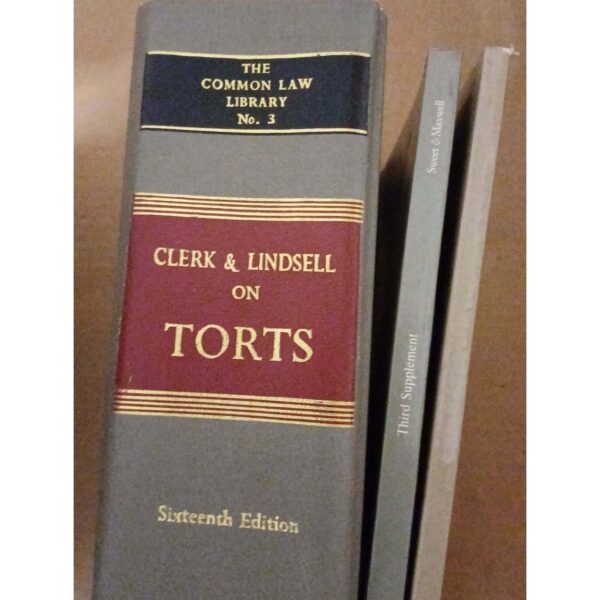 THE
COMMON LAW
LIBRARY
No. 3
CLERK & LINDSELL
ON
TORTS
Sixteenth Edition
Third Supplement
Sweet & Maxwell